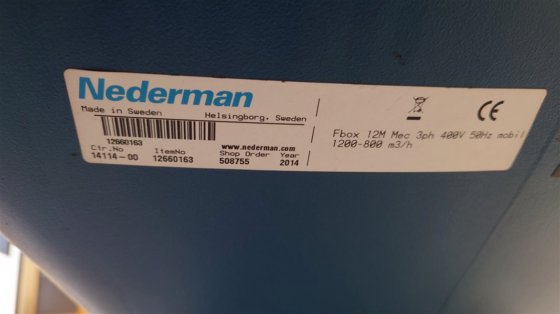 Nederman
Made in Sweden Helsingborg, Sweden
12660163 www.nederman.com
Ctr.No ItemNo Shop Order Year
14114-00 12660163 508755 2014
CE
Fbox 12M Mec 3ph 400V 50Hz mobil
1200-800 m3/h